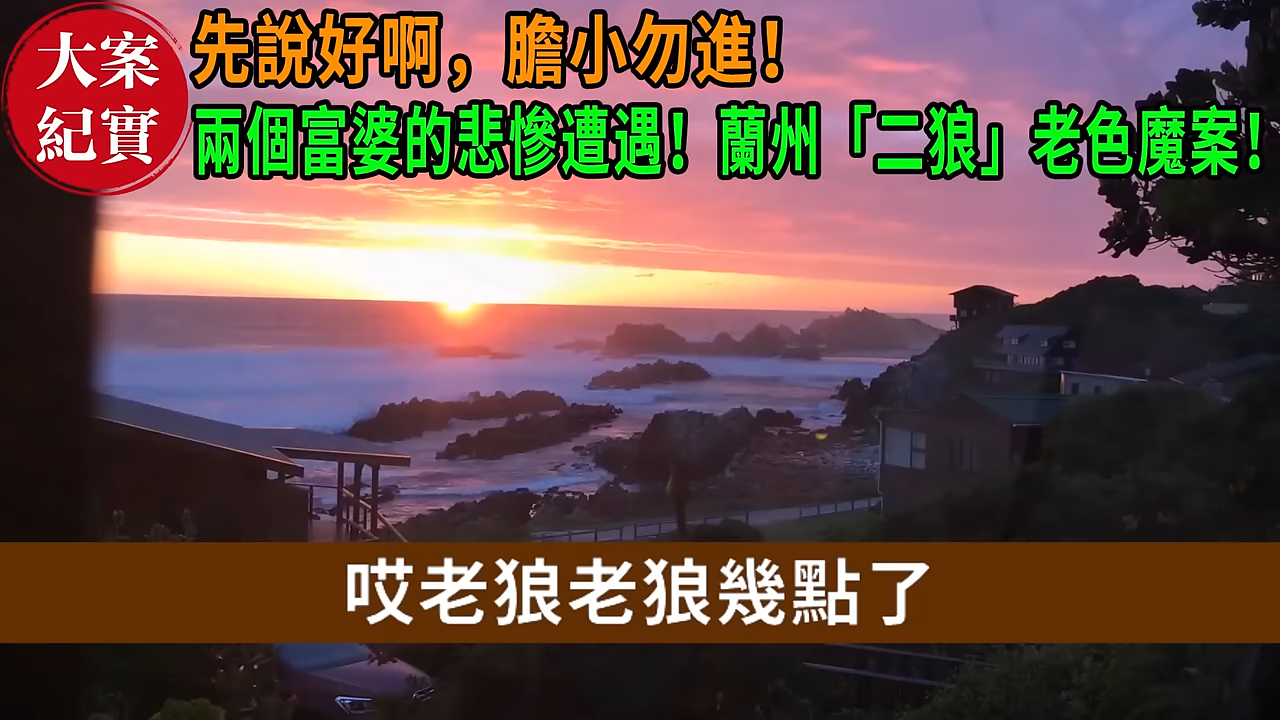 大案
紀實
先說好啊，膽小勿進！
兩個富婆的悲慘遭遇！蘭州「二狼」老色魔案！
哎老狼老狼幾點了